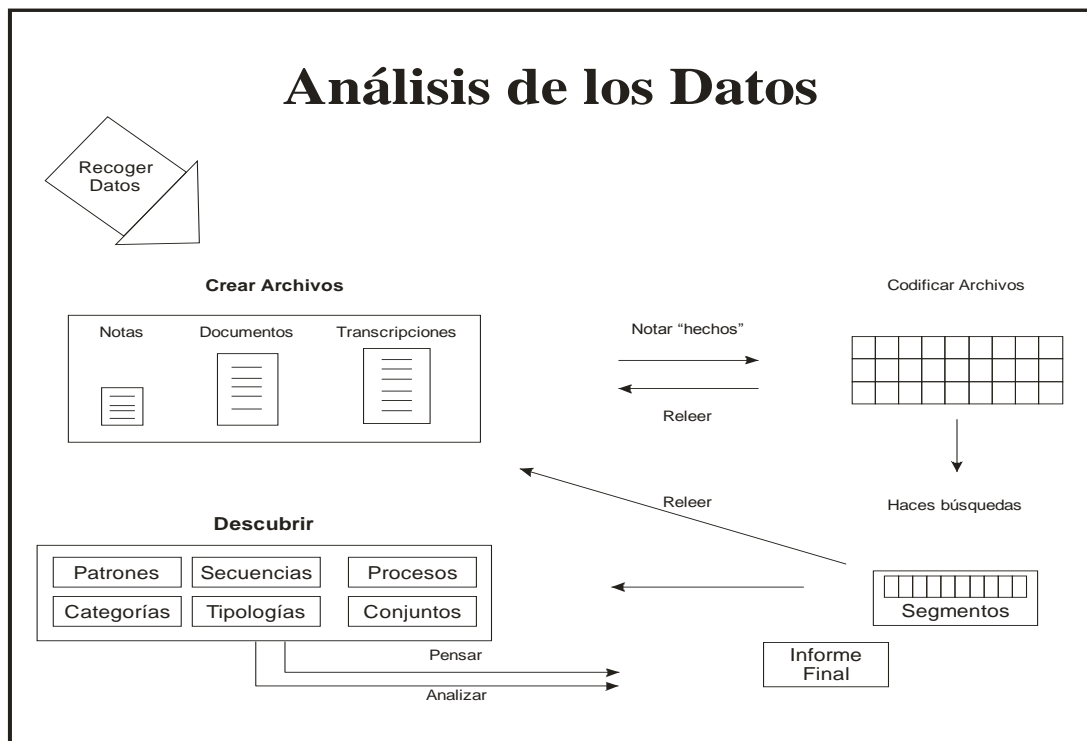 Análisis de los Datos
Recoger
Datos
Crear Archivos
Codificar Archivos
Notas
Documentos
Transcripciones
Notar “hechos”
Releer
Releer
Haces búsquedas
Descubrir
Patrones
Secuencias
Procesos
Categorías
Tipologías
Conjuntos
Segmentos
Pensar
Analizar
Informe
Final